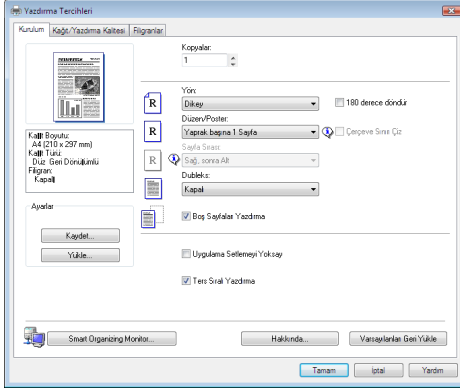 Yazdırma Tercihleri
Kurulum
Kağıt/Yazdırma Kalitesi
Filigranlar
Kopyalar:
1
Yön:
Dikey
180 derece döndür
Düzen/Poster:
Yaprak başına 1 Sayfa
Çerçeve Sınırı Çiz
Sayfa Sırası:
Sağ, sonra Alt
Dubleks:
Kapalı
Boş Sayfalar Yazdırma
Kağıt Boyutu:
A4 (210 x 297 mm)
Kağıt Türü:
Düz Geri Dönüşümlü
Filigran:
Kapalı
Ayarlar
Kaydet...
Yükle...
Uygulama Setlemeyi Yoksay
Ters Sıralı Yazdırma
Smart Organizing Monitor...
Hakkında...
Varsayılanları Geri Yükle
Tamam
İptal
Yardım